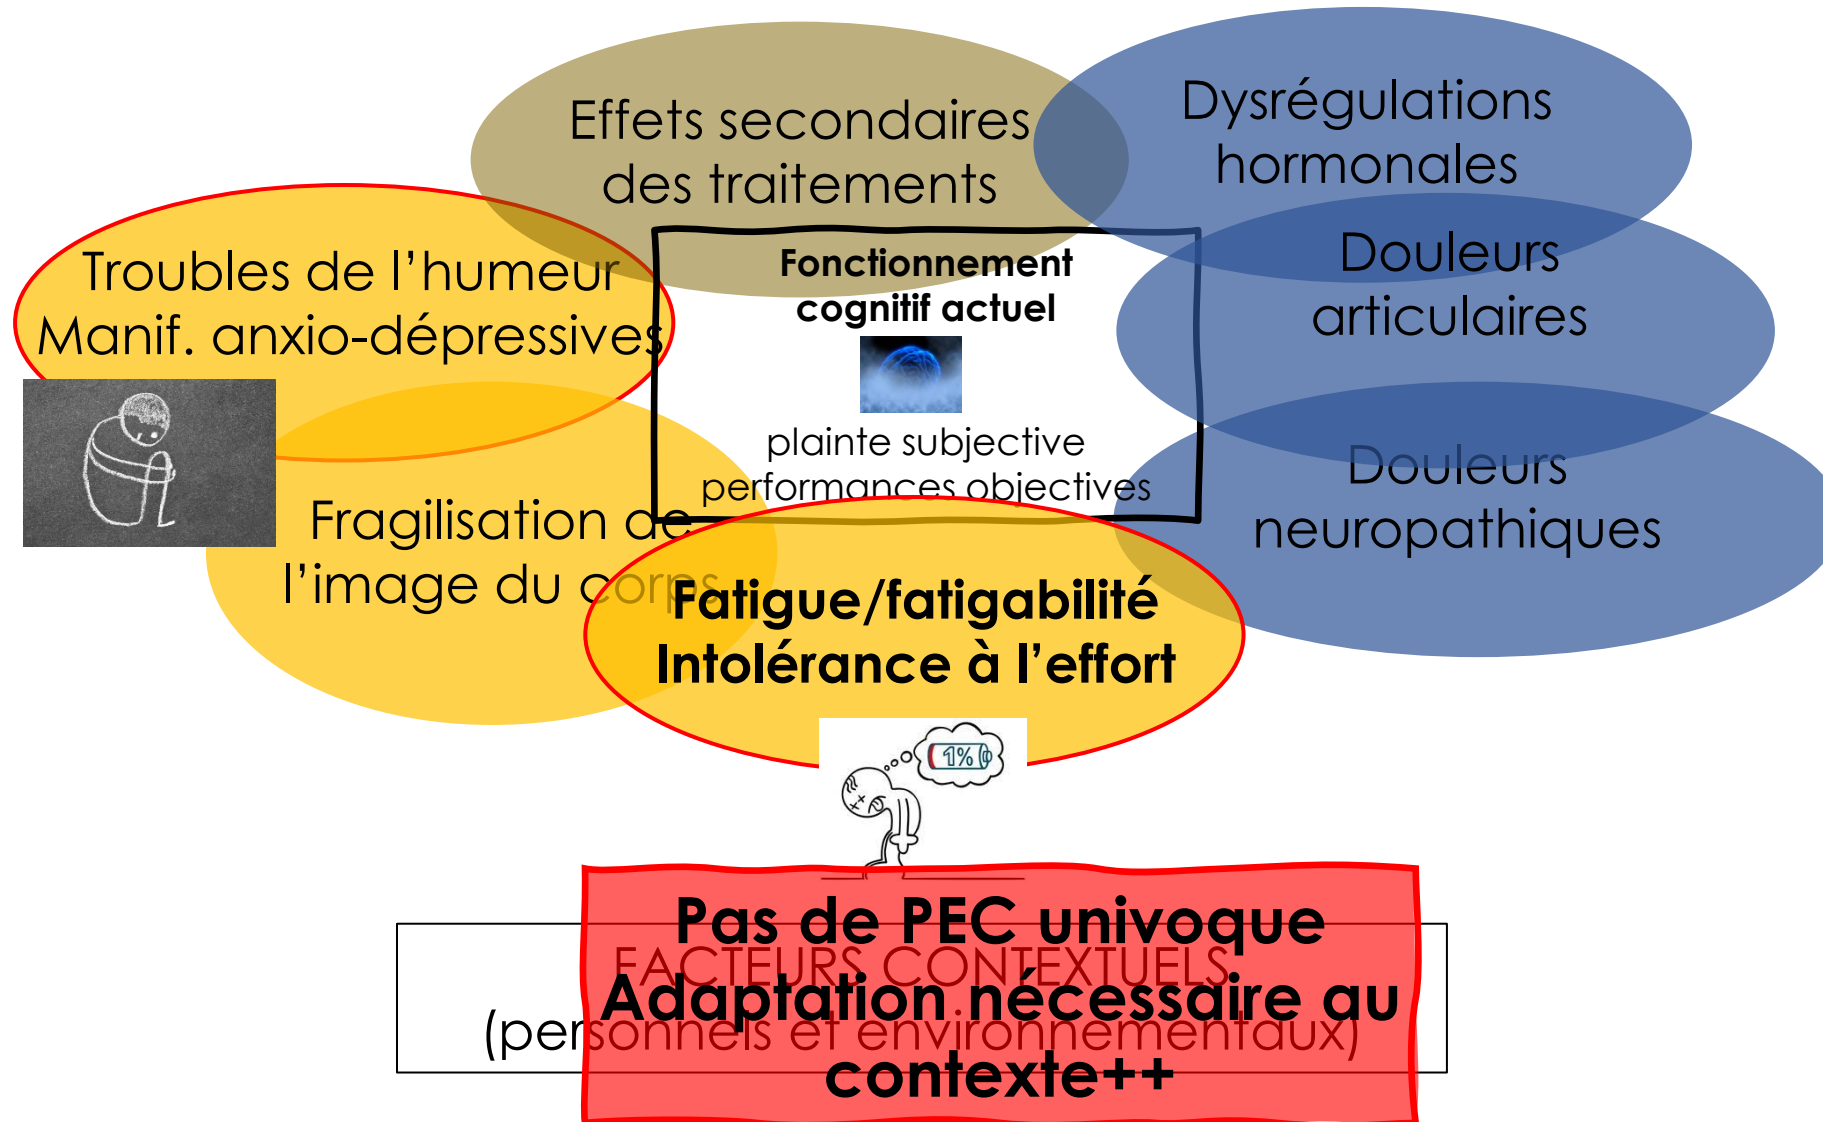 Effets secondaires
des traitements
Dysrégulations
hormonales
Troubles de l’humeur
Manif. anxio-dépressives
Fonctionnement
cognitif actuel
plainte subjective
performances objectives
Douleurs
articulaires
Douleurs
neuropathiques
Fragilisation de
l’image du corps
Fatigue/fatigabilité
Intolérance à l’effort
1%
Pas de PEC univoque
Adaptation nécessaire au
contexte++
FACTEURS CONTEXTUELS
(personnels et environnementaux)